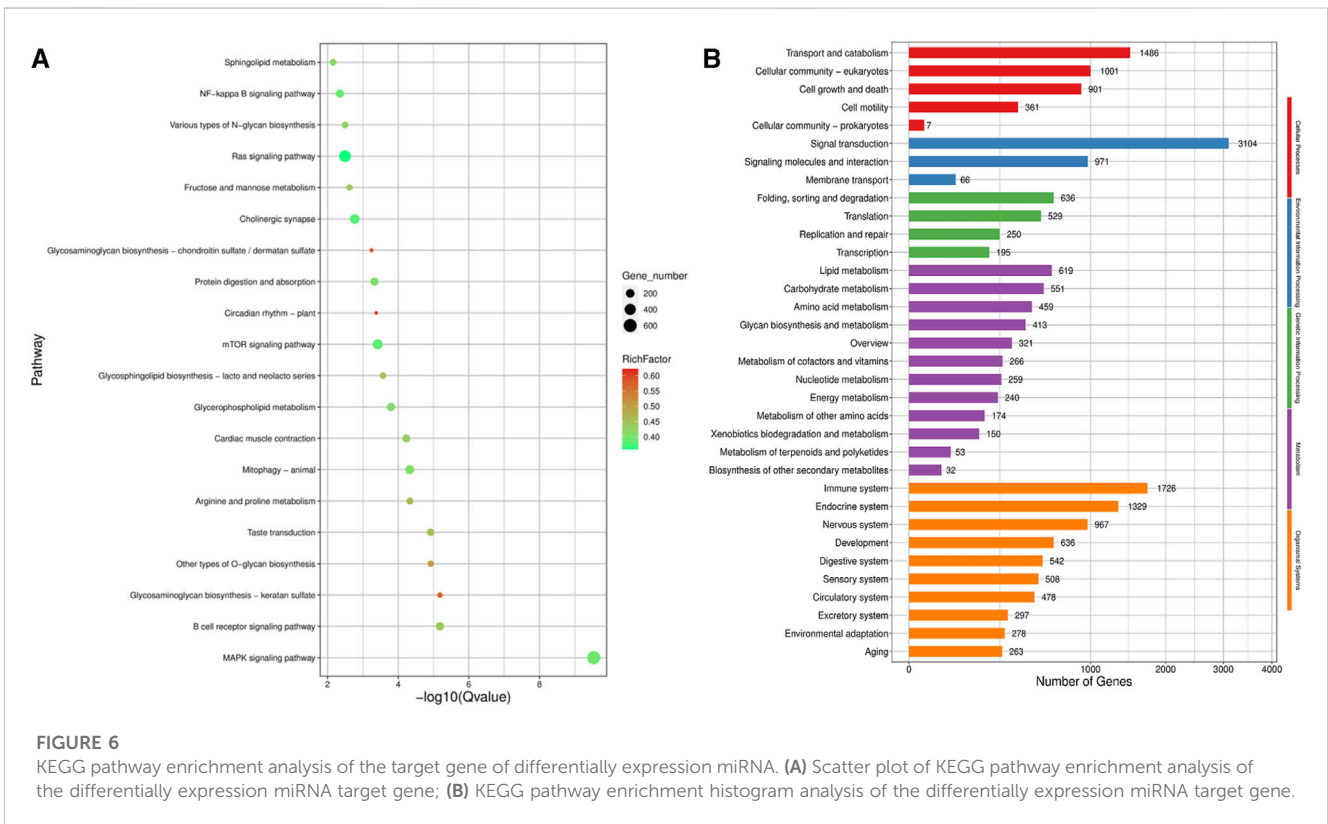 A
Sphingolipid metabolism
NF−kappa B signaling pathway
Various types of N−glycan biosynthesis
Ras signaling pathway
Fructose and mannose metabolism
Cholinergic synapse
Glycosaminoglycan biosynthesis − chondroitin sulfate / dermatan sulfate
Protein digestion and absorption
Circadian rhythm − plant
mTOR signaling pathway
Glycosphingolipid biosynthesis − lacto and neolacto series
Glycerophospholipid metabolism
Cardiac muscle contraction
Mitophagy − animal
Arginine and proline metabolism
Taste transduction
Other types of O−glycan biosynthesis
Glycosaminoglycan biosynthesis − keratan sulfate
B cell receptor signaling pathway
MAPK signaling pathway
Pathway
2 4 6 8
−log10(Qvalue)
Gene_number
200
400
600
RichFactor
0.60
0.55
0.50
0.45
0.40
B
Transport and catabolism 1486
Cellular community − eukaryotes 1001
Cell growth and death 901
Cell motility 361
Cellular community − prokaryotes 7
Signal transduction 3104
Signaling molecules and interaction 971
Membrane transport 66
Folding, sorting and degradation 636
Translation 529
Replication and repair 250
Transcription 195
Lipid metabolism 619
Carbohydrate metabolism 551
Amino acid metabolism 459
Glycan biosynthesis and metabolism 413
Overview 321
Metabolism of cofactors and vitamins 266
Nucleotide metabolism 259
Energy metabolism 240
Metabolism of other amino acids 174
Xenobiotics biodegradation and metabolism 150
Metabolism of terpenoids and polyketides 53
Biosynthesis of other secondary metabolites 32
Immune system 1726
Endocrine system 1329
Nervous system 967
Development 636
Digestive system 542
Sensory system 508
Circulatory system 478
Excretory system 297
Environmental adaptation 278
Aging 263
0 1000 2000 3000 4000
Number of Genes
Cellular Processes
Environmental Information Processing
Genetic Information Processing
Metabolism
Organismal Systems
FIGURE 6
KEGG pathway enrichment analysis of the target gene of differentially expression miRNA. (A) Scatter plot of KEGG pathway enrichment analysis of
the differentially expression miRNA target gene; (B) KEGG pathway enrichment histogram analysis of the differentially expression miRNA target gene.